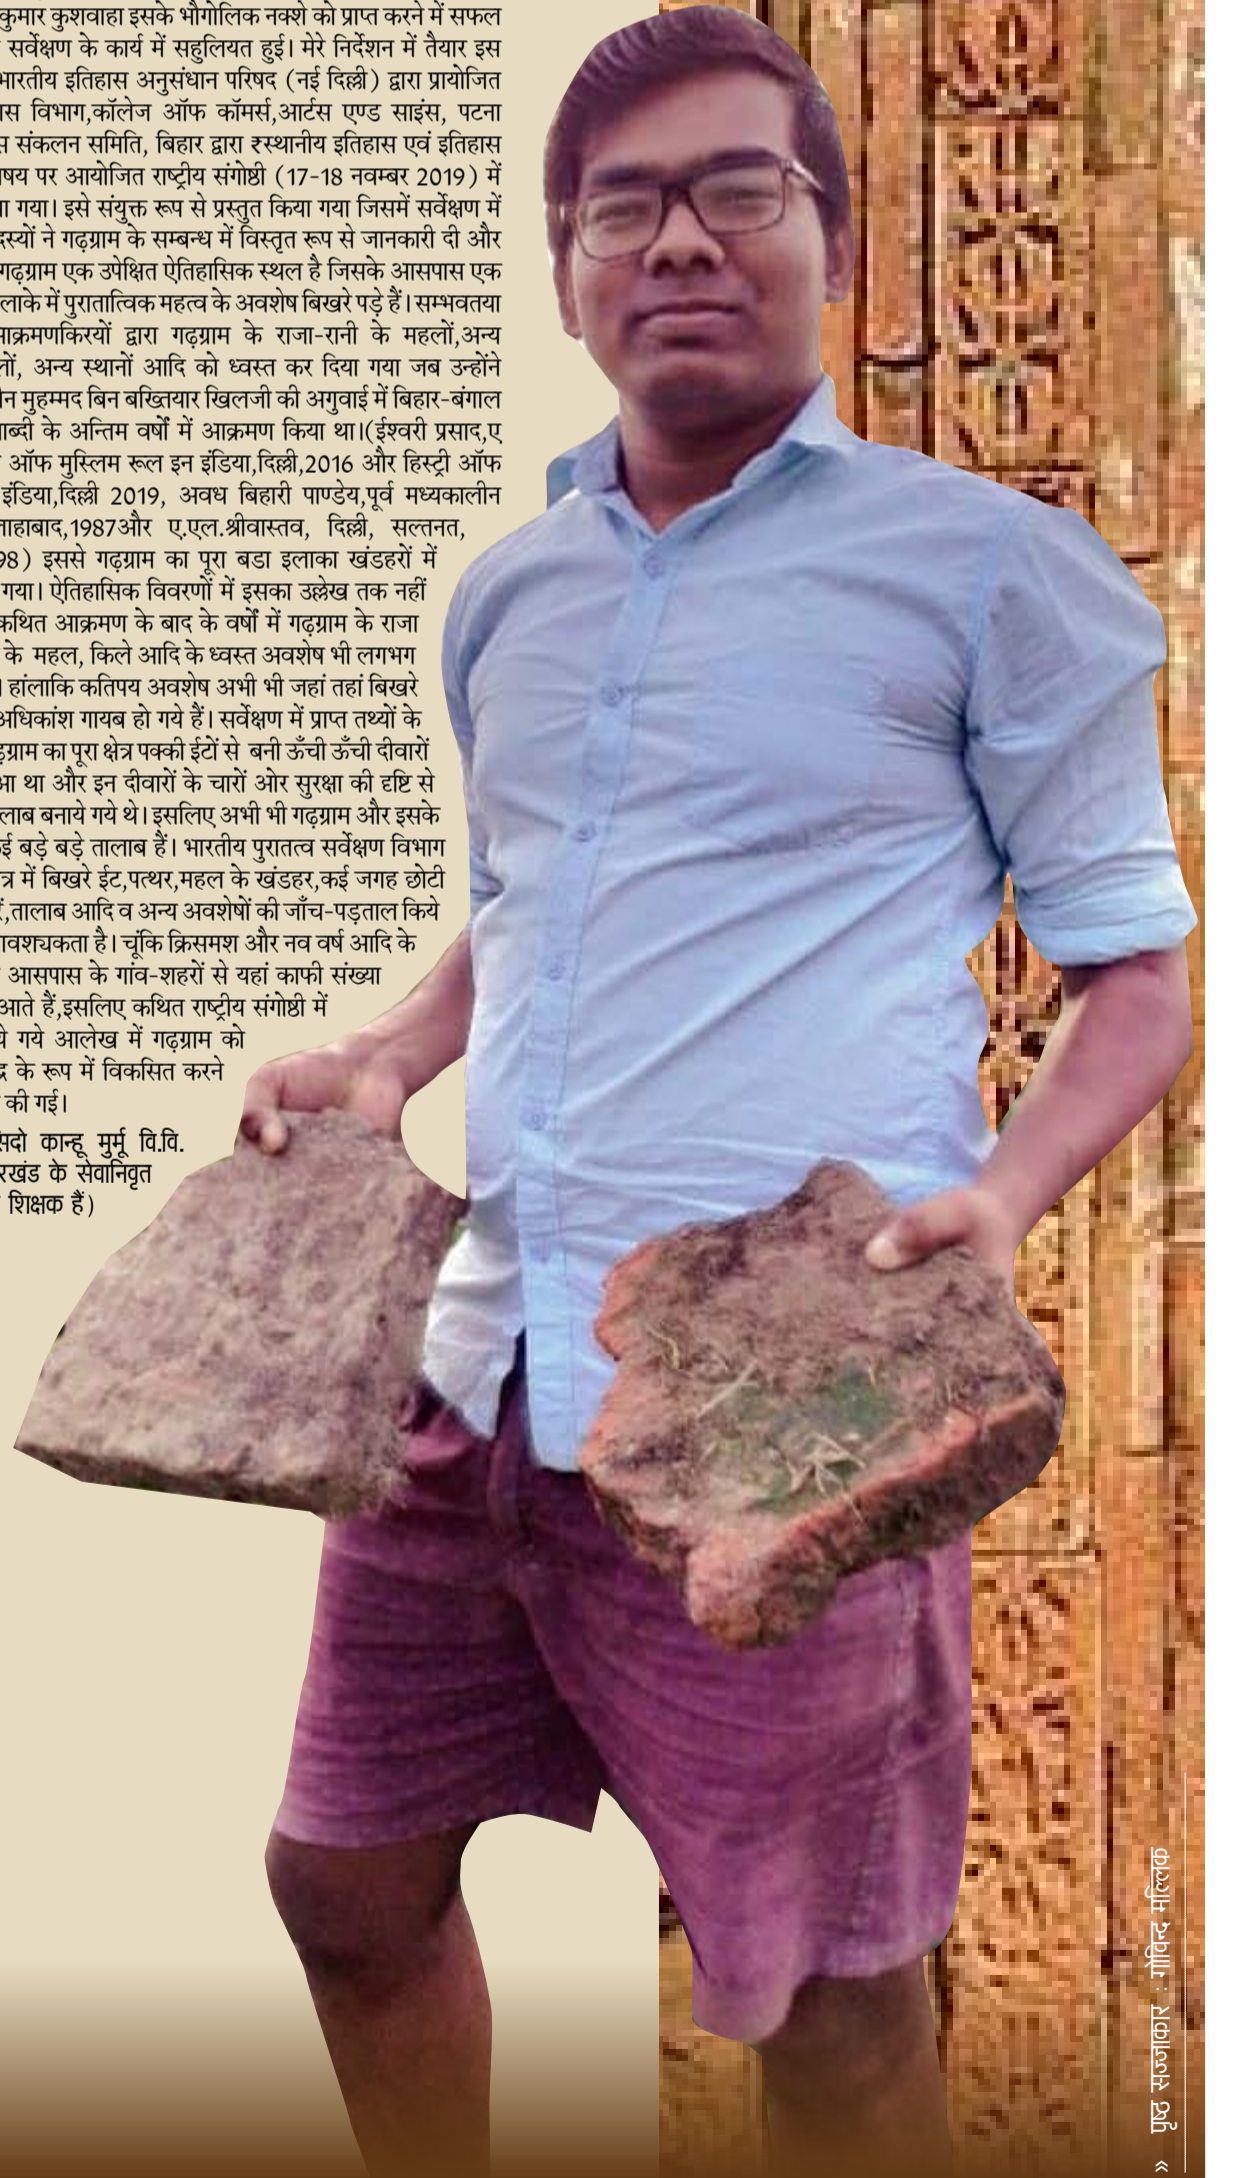 कुमार कुशवाहा इसके भौगोलिक नक्शे को प्राप्त करने में सफल
सर्वेक्षण के कार्य में सहुलियत हुई। मेरे निर्देशन में तैयार इस
भारतीय इतिहास अनुसंधान परिषद (नई दिल्ली) द्वारा प्रायोजित
विभाग,कॉलेज ऑफ कॉमर्स,आर्टस एण्ड साइंस, पटना
संकलन समिति, बिहार द्वारा ₹स्थानीय इतिहास एवं इतिहास
पर आयोजित राष्ट्रीय संगोष्ठी (17-18 नवम्बर 2019) में
गया। इसे संयुक्त रूप से प्रस्तुत किया गया जिसमें सर्वेक्षण में
ने गढ़ग्राम के सम्बन्ध में विस्तृत रूप से जानकारी दी और
गढ़ग्राम एक उपेक्षित ऐतिहासिक स्थल है जिसके आसपास एक
में पुरातात्विक महत्व के अवशेष बिखरे पड़े हैं। सम्भवतया
द्वारा गढ़ग्राम के राजा-रानी के महलों,अन्य
अन्य स्थानों आदि को ध्वस्त कर दिया गया जब उन्होंने
मुहम्मद बिन बख्तियार खिलजी की अगुवाई में बिहार-बंगाल
के अन्तिम वर्षों में आक्रमण किया था।(ईश्वरी प्रसाद,ए
ऑफ मुस्लिम रूल इन इंडिया,दिल्ली,2016 और हिस्ट्री ऑफ
इंडिया,दिल्ली 2019, अवध बिहारी पाण्डेय,पूर्व मध्यकालीन
1987और ए.एल.श्रीवास्तव, दिल्ली, सल्तनत,
98) इससे गढ़ग्राम का पूरा बडा इलाका खंडहरों में
गया। ऐतिहासिक विवरणों में इसका उल्लेख तक नहीं
कथित आक्रमण के बाद के वर्षों में गढ़ग्राम के राजा
के महल, किले आदि के ध्वस्त अवशेष भी लगभग
। हांलाकि कतिपय अवशेष अभी भी जहां तहां बिखरे
अधिकांश गायब हो गये हैं। सर्वेक्षण में प्राप्त तथ्यों के
का पूरा क्षेत्र पक्की ईटों से बनी ऊँची ऊँची दीवारों
था और इन दीवारों के चारों ओर सुरक्षा की दृष्टि से
बनाये गये थे। इसलिए अभी भी गढ़ग्राम और इसके
बड़े बड़े तालाब हैं। भारतीय पुरातत्व सर्वेक्षण विभाग
में बिखरे ईट,पत्थर,महल के खंडहर,कई जगह छोटी
तालाब आदि व अन्य अवशेषों की जाँच-पड़ताल किये
है। चूंकि क्रिसमश और नव वर्ष आदि के
आसपास के गांव-शहरों से यहां काफी संख्या
आते हैं,इसलिए कथित राष्ट्रीय संगोष्ठी में
गये आलेख में गढ़ग्राम को
के रूप में विकसित करने
की गई।
कान्हू मुर्मू वि.वि.
के सेवानिवृत
शिक्षक हैं)
» पृष्ठ सज्जाकार : गोविन्द मल्लिक